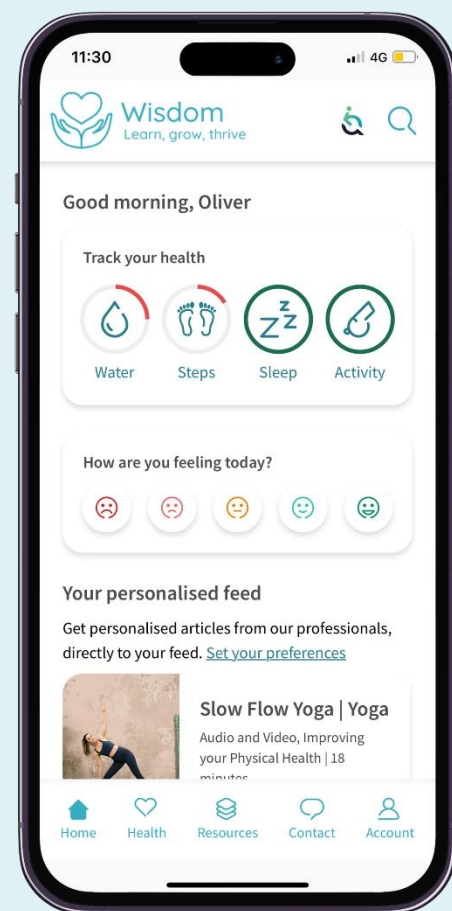 11:30
4G
Wisdom
Learn, grow, thrive
Good morning, Oliver
Track your health
z z z
Water Steps Sleep Activity
How are you feeling today?
Your personalised feed
Get personalised articles from our professionals,
directly to your feed. Set your preferences
Slow Flow Yoga | Yoga
Audio and Video, Improving
your Physical Health | 18
minutes
Home Health Resources Contact Account